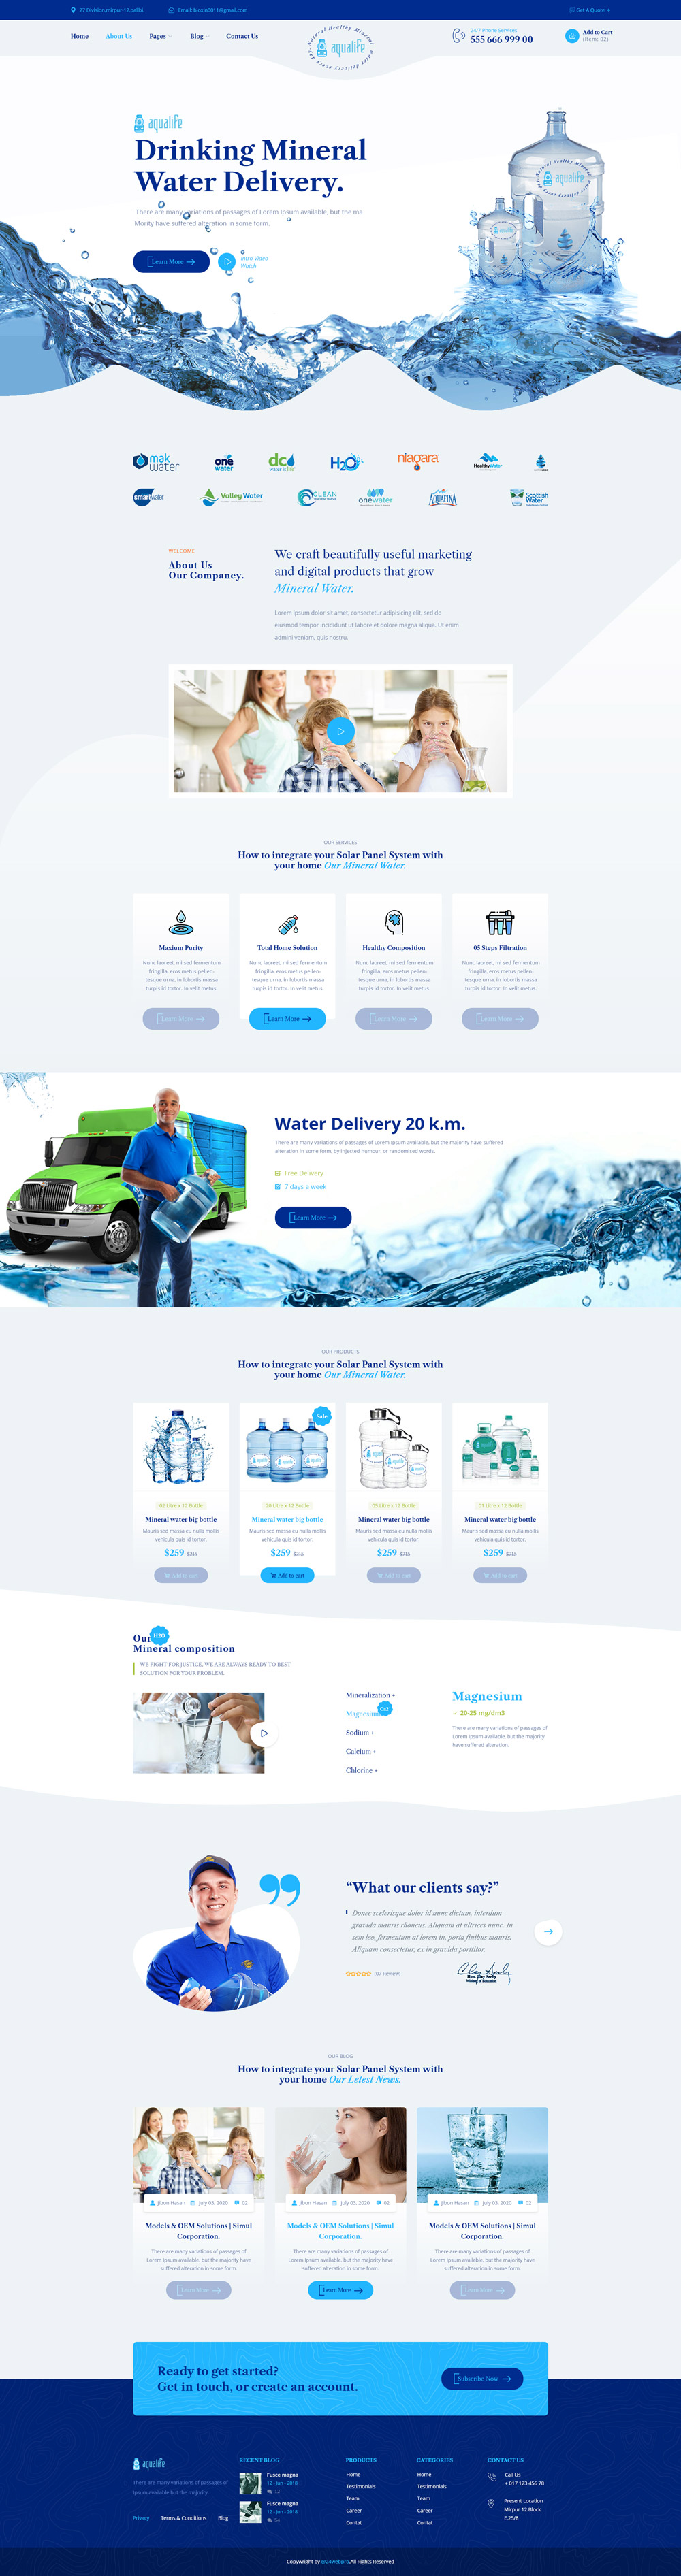 27 Division,mirpur-12,pallbi.
Get A Quote
Home
About Us
Pages
Blog
Contact Us
aqualife
24/7 Phone Services
555 666 999 00
Add to Cart
(item: 02)
aqualife
Drinking Mineral
Water Delivery.
There are many variations of passages of Lorem Ipsum available, but the ma
Mority have suffered alteration in some form.
Learn More
Intro Video
Watch
aqualife
aqualife
mak
water
one
water
dco
water is life
H2O
niagara
HealthyWater
smartwater
Valley Water
CLEAN
WATER WAVE
onewater
AQUAFINA
Scottish
Water
WELCOME
About Us
Our Companey.
We craft beautifully useful marketing
and digital products that grow
Mineral Water.
Lorem ipsum dolor sit amet, consectetur adipisicing elit, sed do
eiusmod tempor incididunt ut labore et dolore magna aliqua. Ut enim
admini veniam, quis nostru.
OUR SERVICES
How to integrate your Solar Panel System with
your home Our Mineral Water.
Maxium Purity
Nunc laoreet, mi sed fermentum
fringilla, eros metus pellen-
tesque urna, in lobortis massa
turpis id tortor. In velit metus.
Learn More
Total Home Solution
Nunc laoreet, mi sed fermentum
fringilla, eros metus pellen-
tesque urna, in lobortis massa
turpis id tortor. In velit metus.
Learn More
Healthy Composition
Nunc laoreet, mi sed fermentum
fringilla, eros metus pellen-
tesque urna, in lobortis massa
turpis id tortor. In velit metus.
Learn More
05 Steps Filtration
Nunc laoreet, mi sed fermentum
fringilla, eros metus pellen-
tesque urna, in lobortis massa
turpis id tortor. In velit metus.
Learn More
Water Delivery 20 k.m.
There are many variations of passages of Lorem Ipsum available, but the majority have suffered
alteration in some form, by injected humour, or randomised words.
Free Delivery
7 days a week
Learn More
OUR PRODUCTS
How to integrate your Solar Panel System with
your home Our Mineral Water.
02 Litre x 12 Bottle
Mineral water big bottle
Mauris sed massa eu nulla mollis
vehicula quis id tortor.
$259
Add to cart
Sale
20 Litre x 12 Bottle
Mineral water big bottle
Mauris sed massa eu nulla mollis
vehicula quis id tortor.
$259
Add to cart
05 Litre x 12 Bottle
Mineral water big bottle
Mauris sed massa eu nulla mollis
vehicula quis id tortor.
$259
Add to cart
Mineral water big bottle
Mauris sed massa eu nulla mollis
vehicula quis id tortor.
$259
Add to cart
Our
H2O
Mineral composition
WE FIGHT FOR JUSTICE, WE ARE ALWAYS READY TO BEST
SOLUTION FOR YOUR PROBLEM.
Mineralization +
Magnesium
Sodium +
Calcium +
Chlorine +
Magnesium
20-25 mg/dm3
There are many variations of passages of
Lorem Ipsum available, but the majority
have suffered alteration.
“What our clients say?”
Donec scelerisque dolor id nunc dictum, interdum
gravida mauris rhoncus. Aliquam at ultrices nunc. In
sem leo, fermentum at lorem in, porta finibus mauris.
Aliquam consectetur, ex in gravida porttitor.
(07 Review)
OUR BLOG
How to integrate your Solar Panel System with
your home Our Letest News.
Jibon Hasan July 03, 2020 02
Models & OEM Solutions | Simul
Corporation.
There are many variations of passages of
Lorem Ipsum available, but the majority have
suffered alteration in some form.
Learn More
Jibon Hasan July 03, 2020 02
Models & OEM Solutions | Simul
Corporation.
There are many variations of passages of
Lorem Ipsum available, but the majority have
suffered alteration in some form.
Learn More
Jibon Hasan July 03, 2020 02
Models & OEM Solutions | Simul
Corporation.
There are many variations of passages of
Lorem Ipsum available, but the majority have
suffered alteration in some form.
Learn More
Ready to get started?
Get in touch, or create an account.
Subscribe Now
aqualife
There are many variations of passages of
Ipsum available but the majority.
Privacy
Terms & Conditions
Blog
RECENT BLOG
Fusce magna
12 - Jun - 2018
Fusce magna
12 - Jun - 2018
PRODUCTS
Home
Testimonials
Team
Career
Contat
CATEGORIES
Home
Testimonials
Team
Career
Contat
CONTACT US
Call Us
+ 017 123 456 78
Present Location
Mirpur 12.Block
E,25/8
Copywright by @24webpro.All Rights Reserved